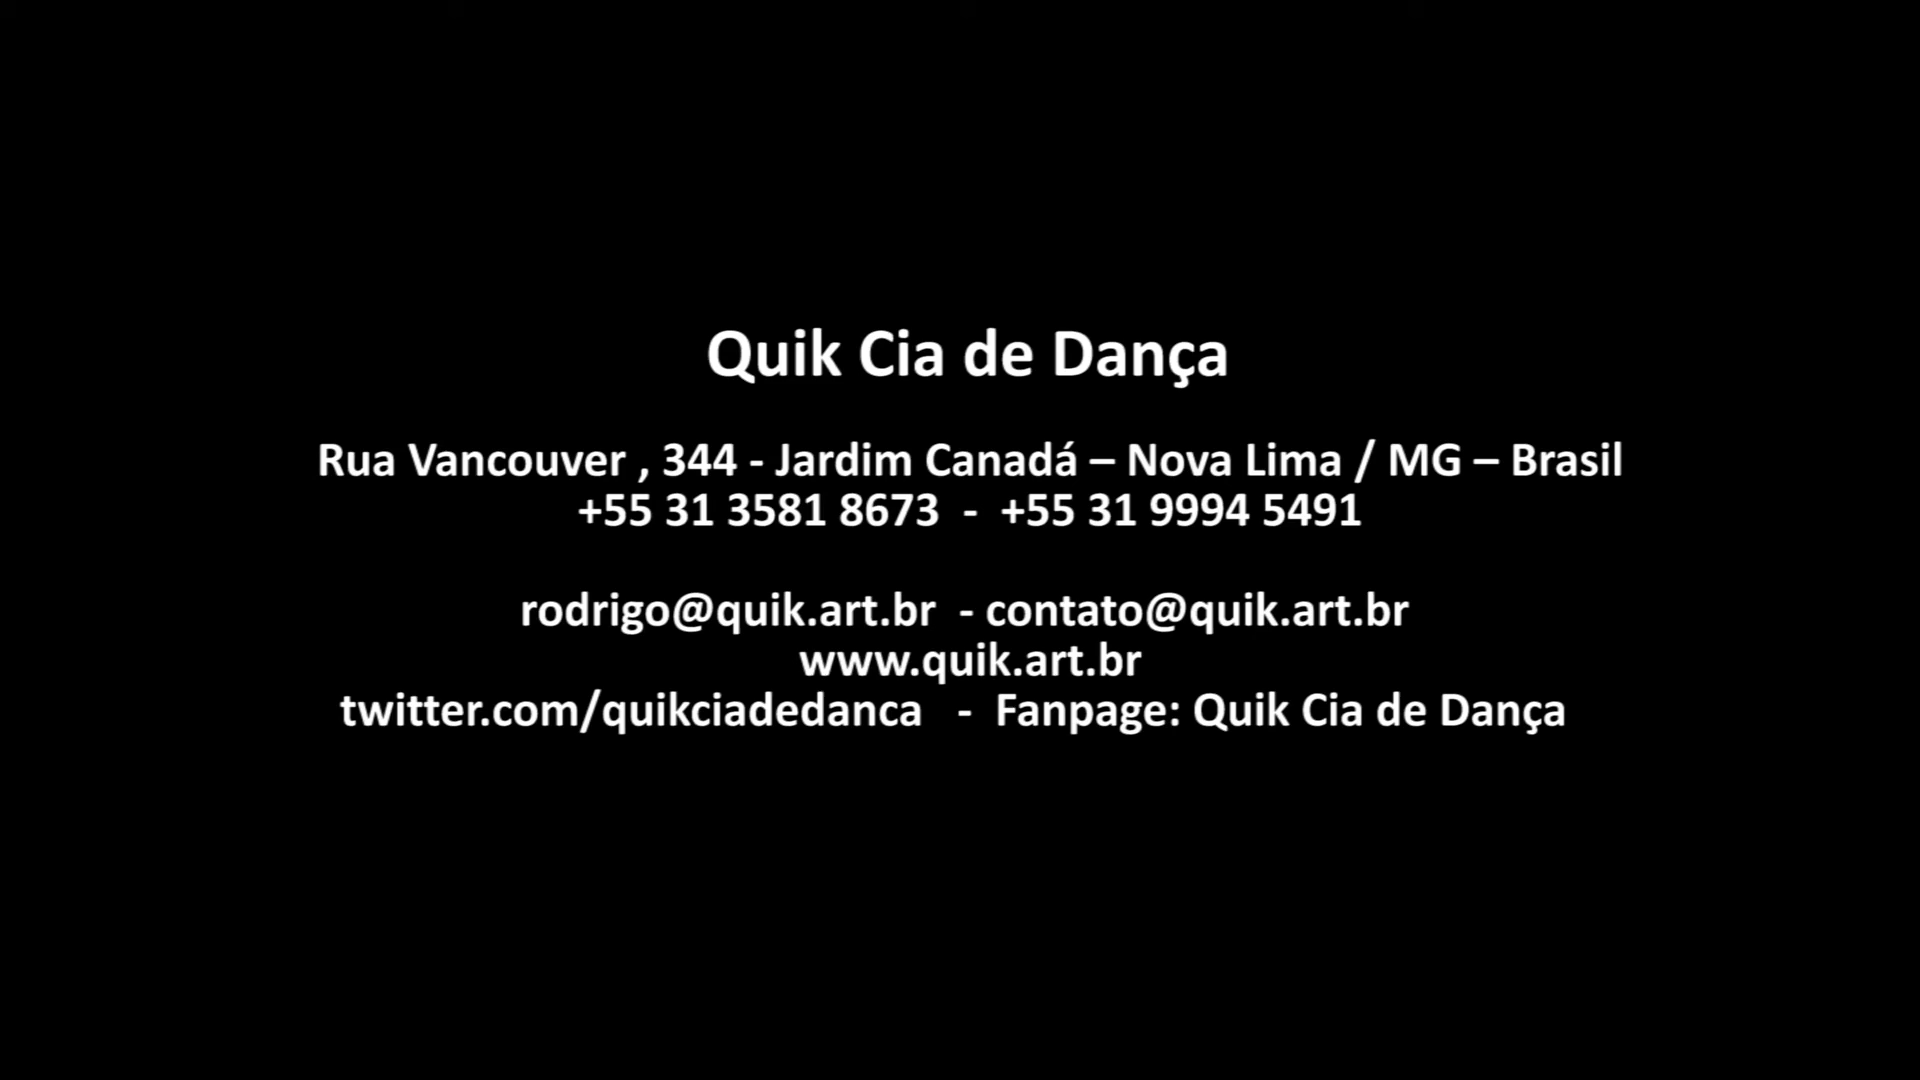 Quik Cia de Dança
Rua Vancouver , 344 - Jardim Canadá – Nova Lima / MG – Brasil
+55 31 3581 8673 - +55 31 9994 5491
rodrigo@quik.art.br - contato@quik.art.br
www.quik.art.br
twitter.com/quikciadedanca - Fanpage: Quik Cia de Dança